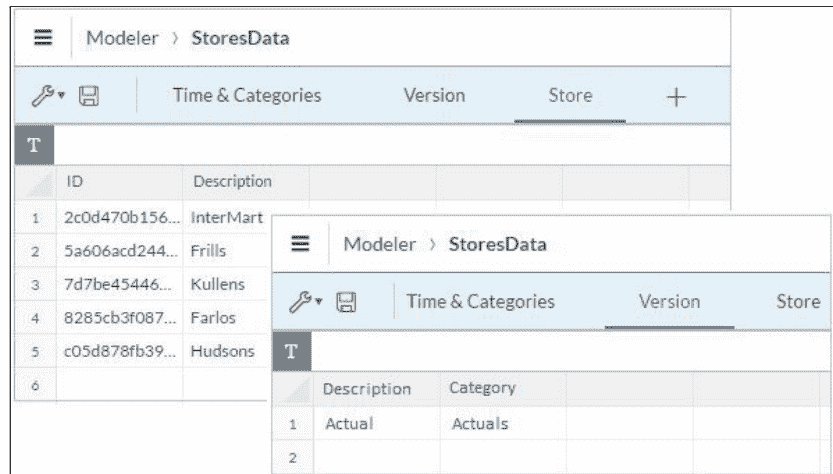 Modeler > StoresData
Time & Categories Version Store +
T
ID Description
1 2c0d470b156... InterMart
2 5a606acd244... Frills
3 7d7be45446... Kullens
4 8285cb3f087... Farlos
5 c05d878fb39... Hudsons
6
Modeler > StoresData
Time & Categories Version Store
T
Description Category
1 Actual Actuals
2